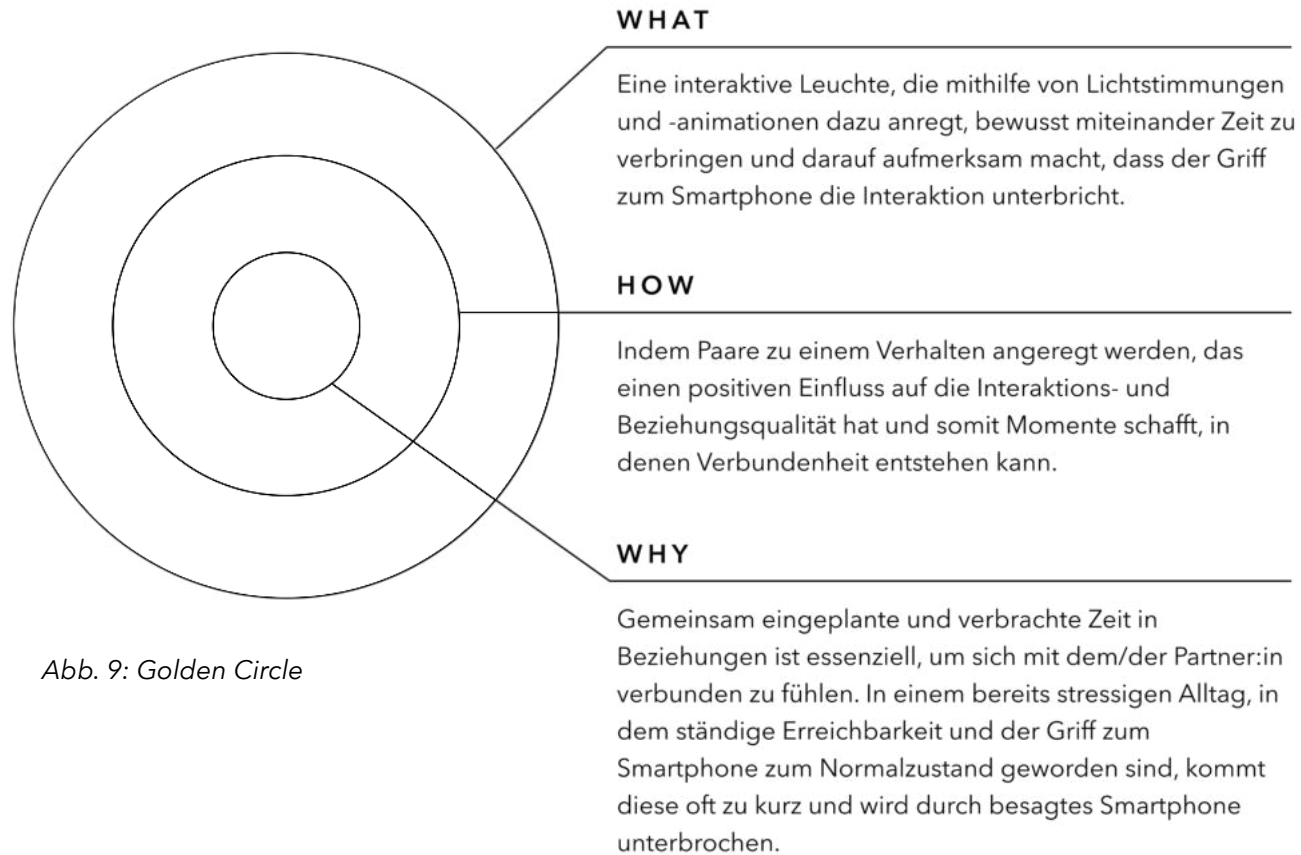 WHAT
Eine interaktive Leuchte, die mithilfe von Lichtstimmungen
und -animationen dazu anregt, bewusst miteinander Zeit zu
verbringen und darauf aufmerksam macht, dass der Griff
zum Smartphone die Interaktion unterbricht.
HOW
Indem Paare zu einem Verhalten angeregt werden, das
einen positiven Einfluss auf die Interaktions- und
Beziehungsqualität hat und somit Momente schafft, in
denen Verbundenheit entstehen kann.
WHY
Gemeinsam eingeplante und verbrachte Zeit in
Beziehungen ist essenziell, um sich mit dem/der Partner:in
verbunden zu fühlen. In einem bereits stressigen Alltag, in
dem ständige Erreichbarkeit und der Griff zum
Smartphone zum Normalzustand geworden sind, kommt
diese oft zu kurz und wird durch besagtes Smartphone
unterbrochen.
Abb. 9: Golden Circle